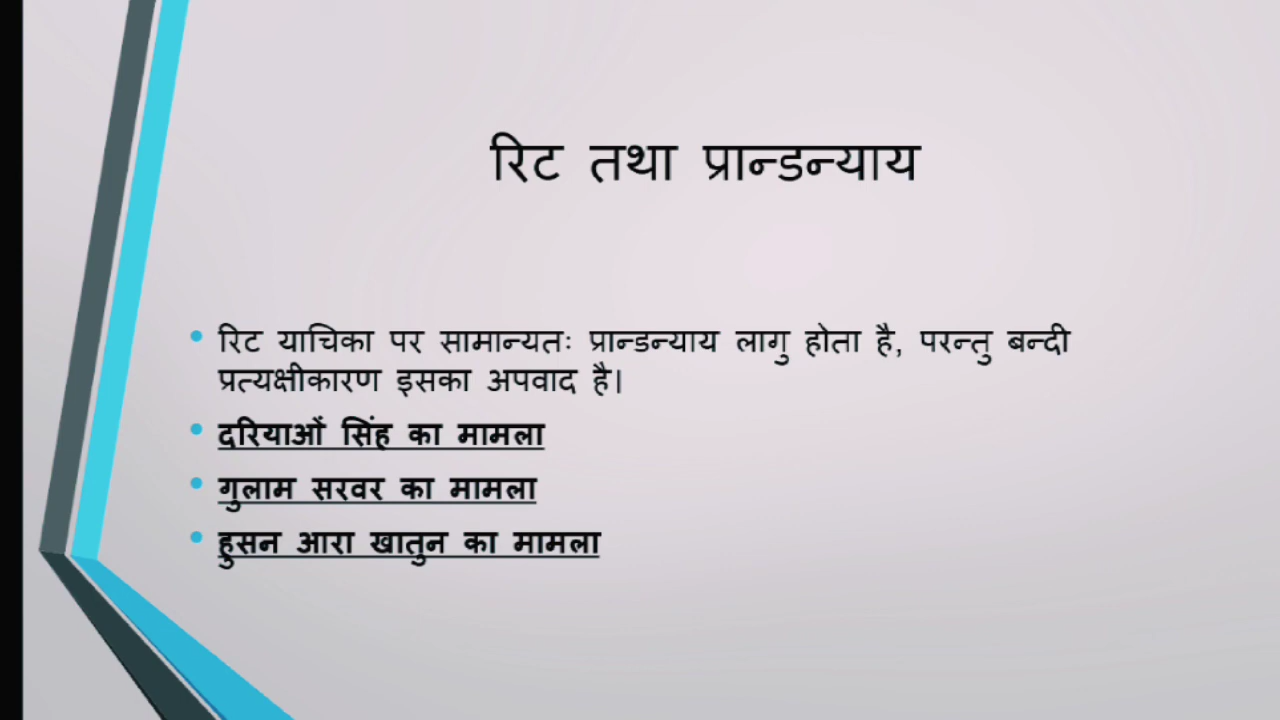 रिट तथा प्रान्डन्याय
• रिट याचिका पर सामान्यतः प्रान्डन्याय लागु होता है, परन्तु बन्दी
प्रत्यक्षीकारण इसका अपवाद है।
• दरियाओं सिंह का मामला
• गुलाम सरवर का मामला
• हुसन आरा खातुन का मामला